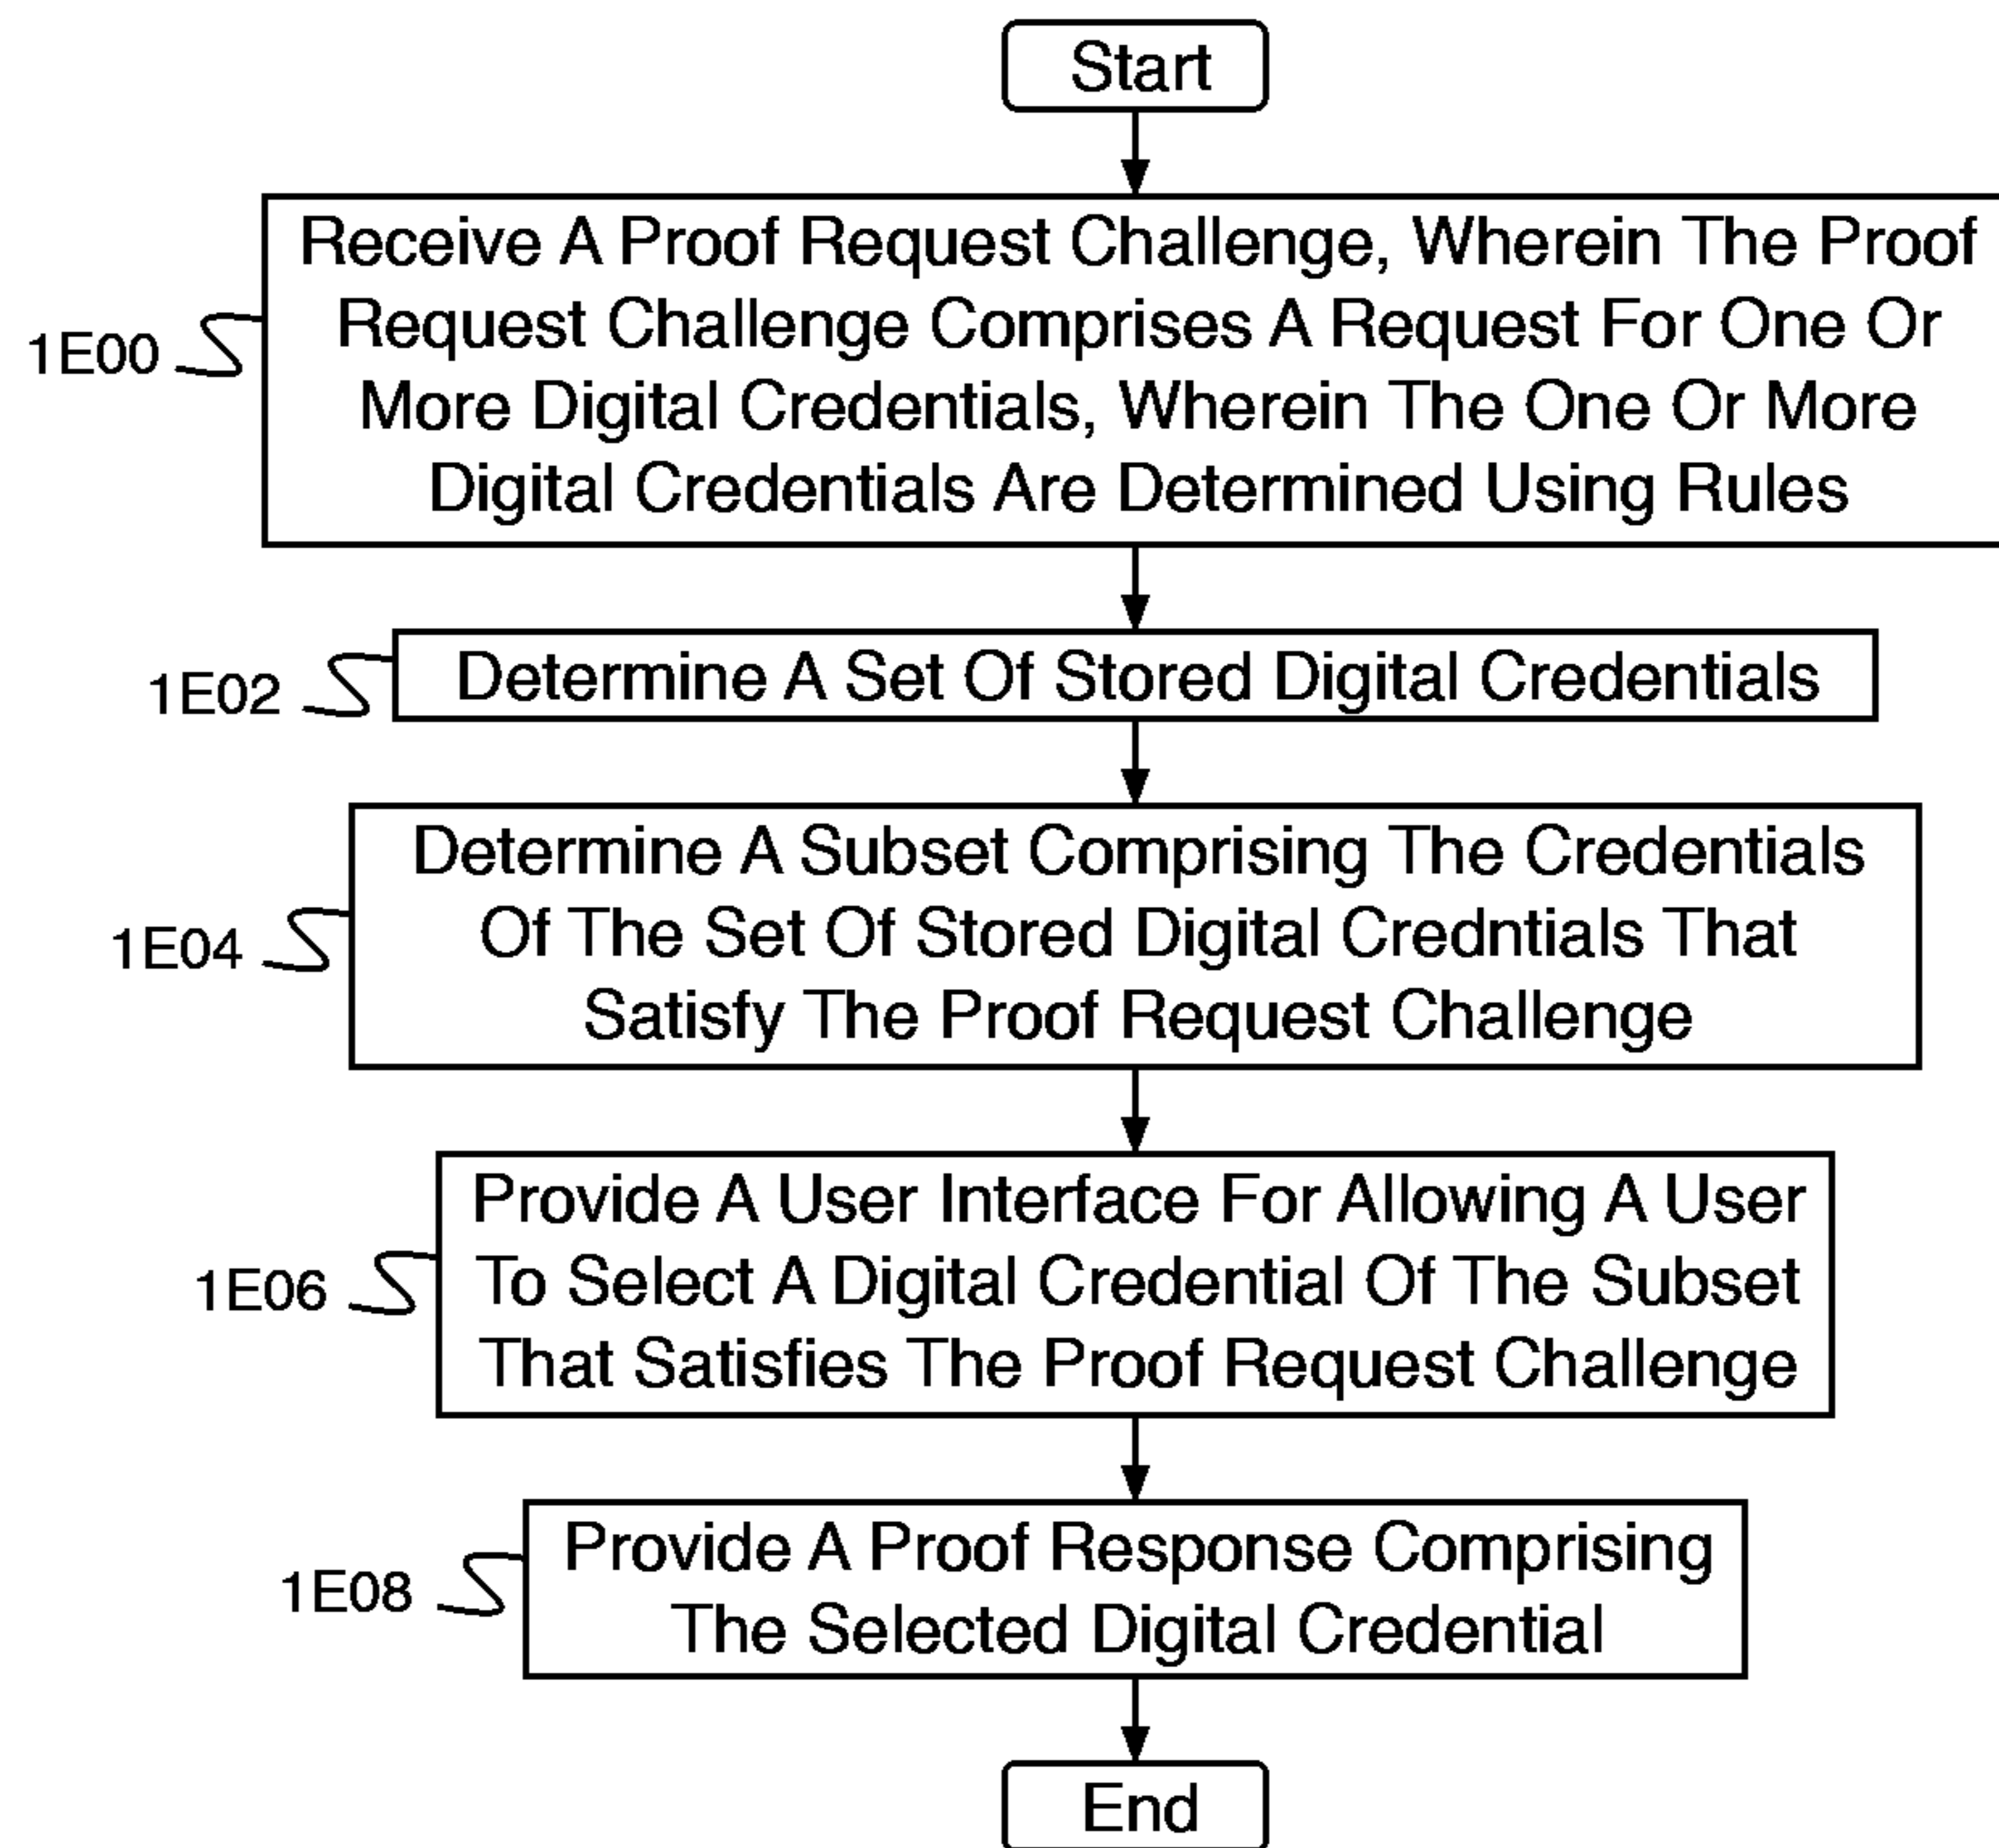 Start
Receive A Proof Request Challenge, Wherein The Proof
Request Challenge Comprises A Request For One Or
More Digital Credentials, Wherein The One Or More
Digital Credentials Are Determined Using Rules
1E00
Determine A Set Of Stored Digital Credentials
1E02
Determine A Subset Comprising The Credentials
Of The Set Of Stored Digital Credntials That
Satisfy The Proof Request Challenge
1E04
Provide A User Interface For Allowing A User
To Select A Digital Credential Of The Subset
That Satisfies The Proof Request Challenge
1E06
Provide A Proof Response Comprising
The Selected Digital Credential
1E08
End